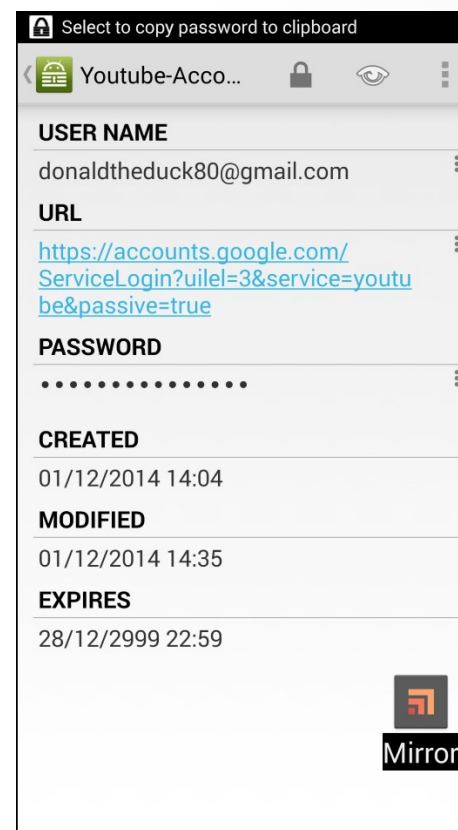 Select to copy password to clipboard
Youtube-Acco...
USER NAME
donaldtheduck80@gmail.com
URL
https://accounts.google.com/
ServiceLogin?uilel=3&service=youtu
be&passive=true
PASSWORD
•••••••••••••••
CREATED
01/12/2014 14:04
MODIFIED
01/12/2014 14:35
EXPIRES
28/12/2999 22:59
Mirror